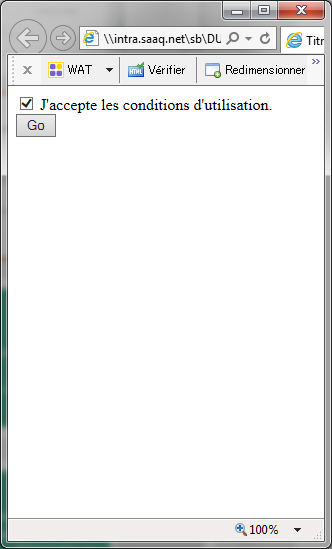 \\intra.saaq.net\sb\DU
Titr
x WAT Vérifier Redimensionner »
J'accepte les conditions d'utilisation.
Go
100%